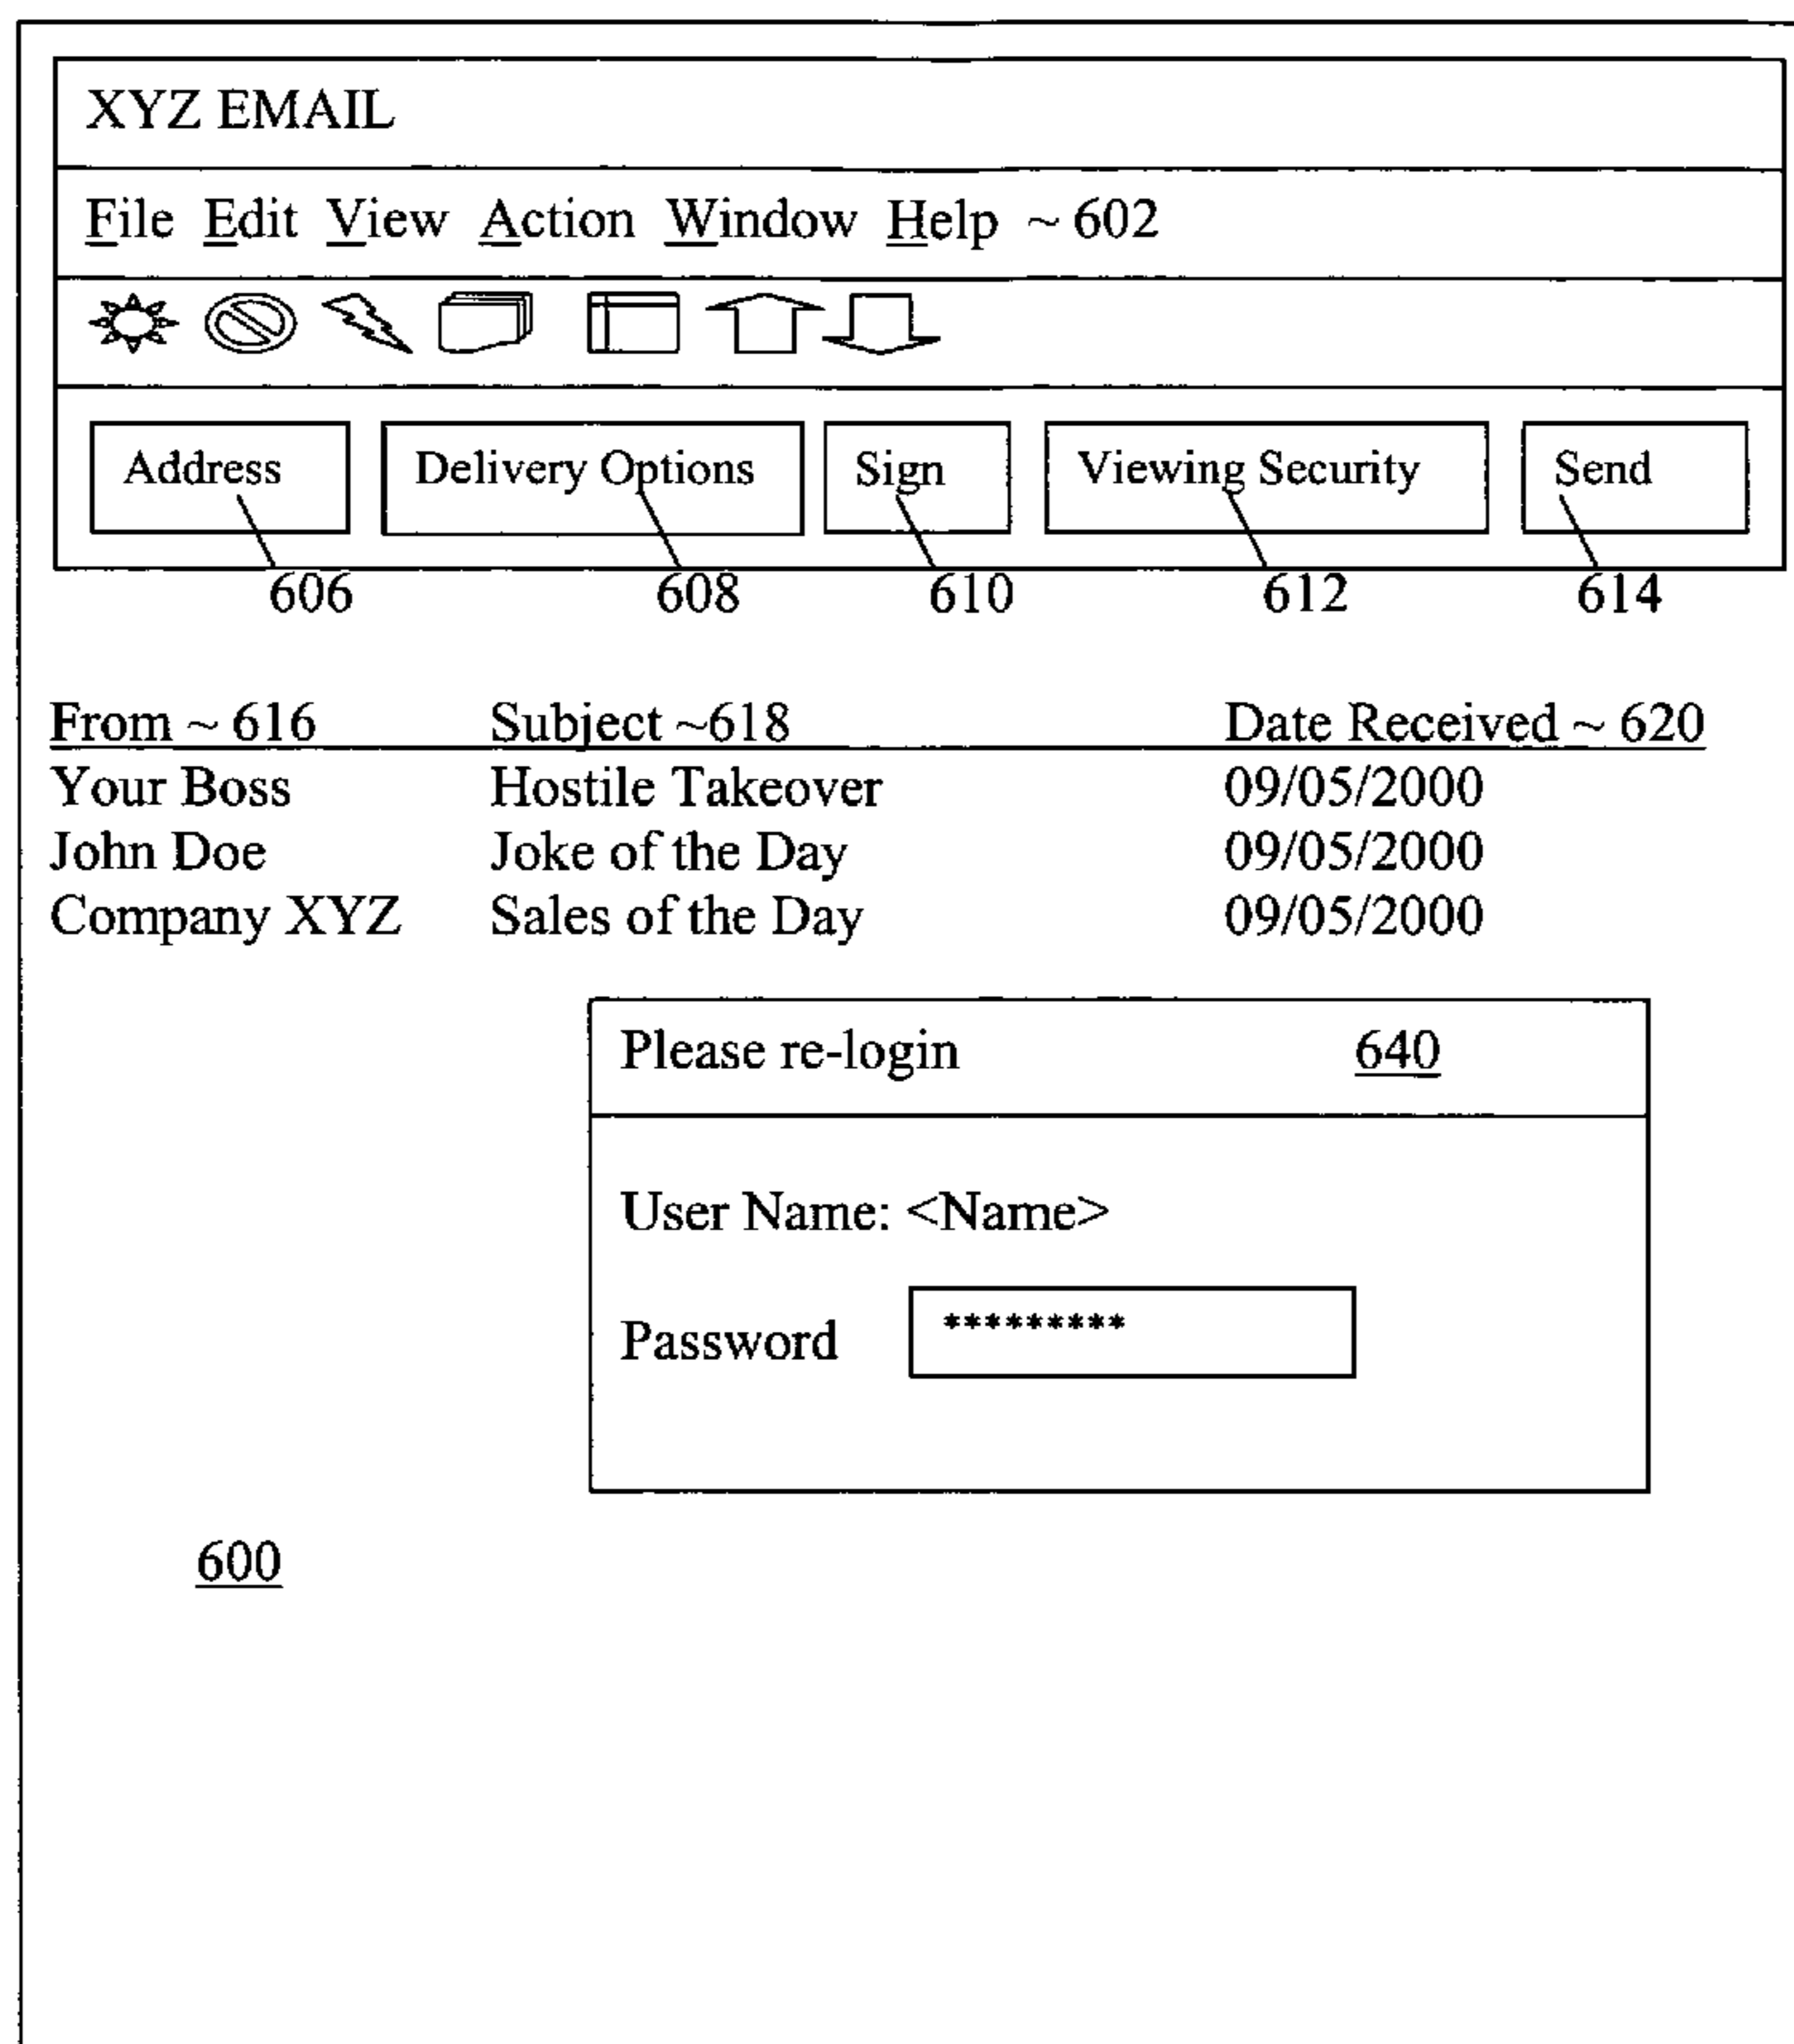 XYZ EMAIL
File Edit View Action Window Help ~ 602
Address Delivery Options Sign Viewing Security Send
606 608 610 612 614
From ~ 616 Subject ~618 Date Received ~ 620
Your Boss Hostile Takeover 09/05/2000
John Doe Joke of the Day 09/05/2000
Company XYZ Sales of the Day 09/05/2000
Please re-login 640
User Name: <Name>
Password *********
600